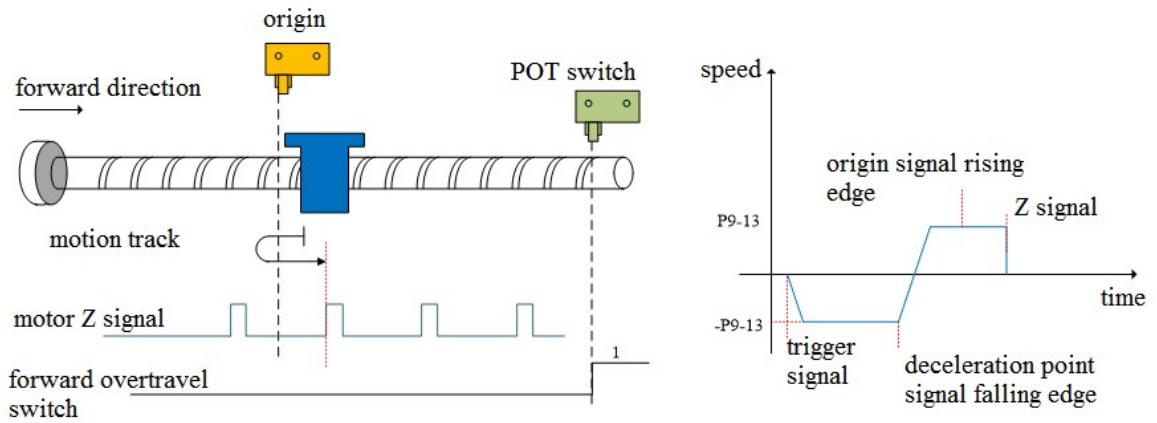 origin
forward direction
POT switch
motion track
motor Z signal
forward overtravel
switch
1
speed
origin signal rising
edge
P9-13
Z signal
time
-P9-13
trigger
signal
deceleration point
signal falling edge